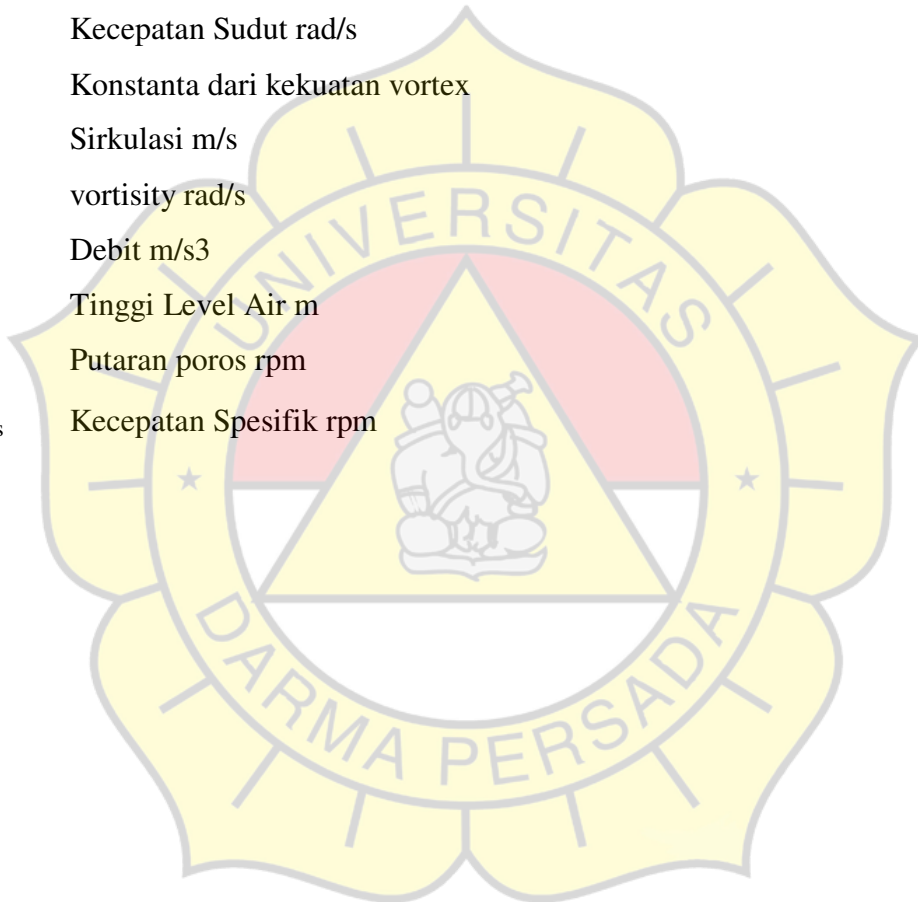 Kecepatan Sudut rad/s
Konstanta dari kekuatan vortex
Sirkulasi m/s
vortisity rad/s
Debit m/s3
Tinggi Level Air m
Putaran poros rpm
s Kecepatan Spesifik rpm
UNIVERSITAS
DARMA PERSADA